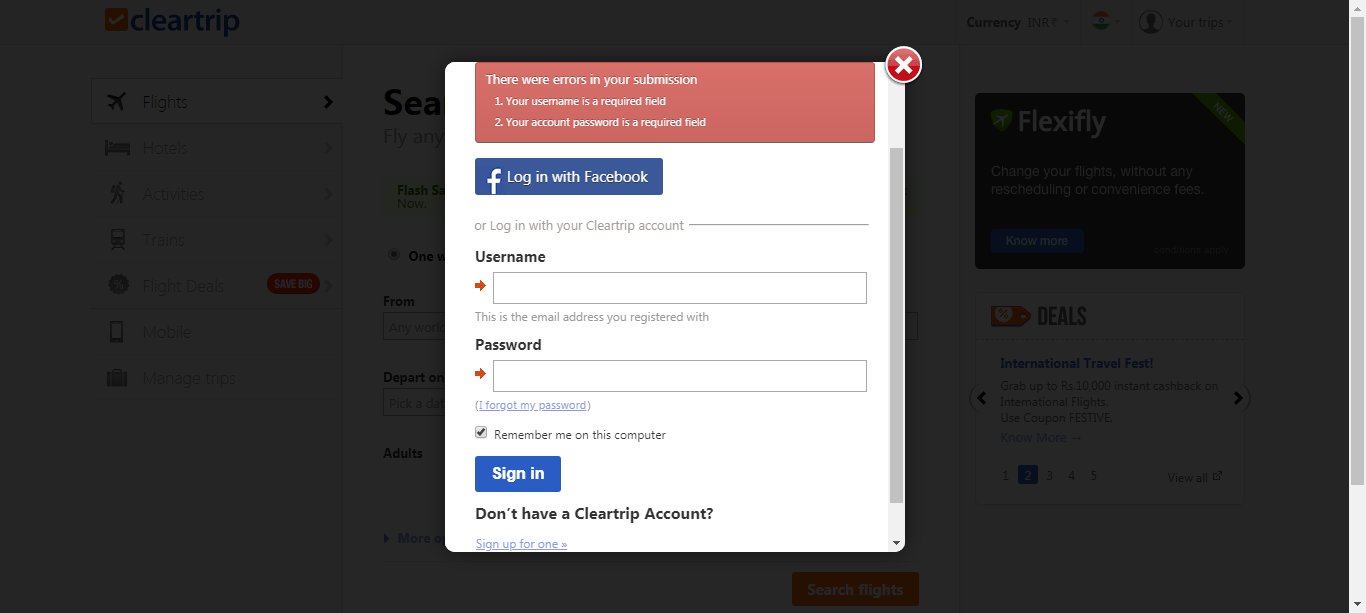 cleartrip
Currency INR ₹
Your trips
Flights
Hotels
Activities
Trains
Flight Deals SAVE BIG
Mobile
Manage trips
Sea
Fly any
Flash Sa
Now.
One w
From
Any worl
Depart on
Pick a dat
Adults
More o
Search flights
There were errors in your submission
1. Your username is a required field
2. Your account password is a required field
f Log in with Facebook
or Log in with your Cleartrip account
Username
This is the email address you registered with
Password
(I forgot my password)
Remember me on this computer
Sign in
Don't have a Cleartrip Account?
Sign up for one »
NEW
Flexifly
Change your flights, without any
rescheduling or convenience fees.
Know more
conditions apply
% DEALS
International Travel Fest!
Grab up to Rs.10,000 instant cashback on
International Flights.
Use Coupon FESTIVE.
Know More →
1 2 3 4 5
View all